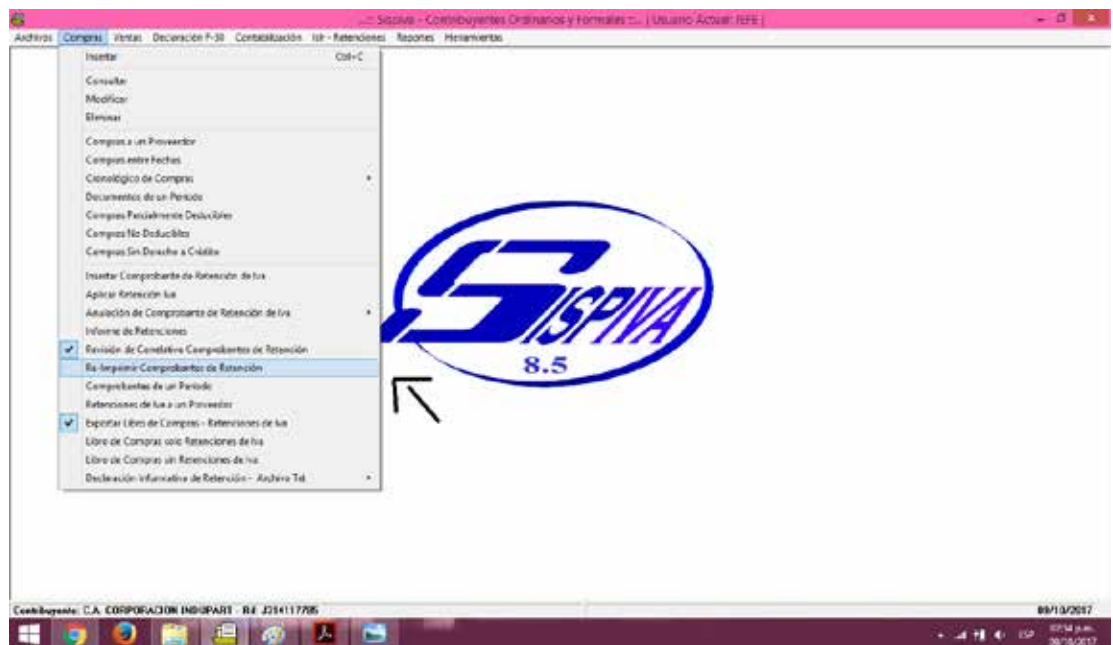 ..:: Sispiva - Contribuyentes Ordinarios y Formales ::.. | Usuario Actual: JEFE |
Archivos Compras Ventas Declaración F-30 Contabilización Islr - Retenciones Reportes Herramientas
Insertar Ctrl+C
Consultar
Modificar
Eliminar
Compras a un Proveedor
Compras entre Fechas
Cronológico de Compras
Documentos de un Periodo
Compras Parcialmente Deducibles
Compras No Deducibles
Compras Sin Derecho a Crédito
Insertar Comprobante de Retención de Iva
Aplicar Retención Iva
Anulación de Comprobante de Retención de Iva
Informe de Retenciones
Revisión de Correlativo Comprobantes de Retención
Re-Imprimir Comprobantes de Retención
Comprobantes de un Periodo
Retenciones de Iva a un Proveedor
Exportar Libro de Compras - Retenciones de Iva
Libro de Compras solo Retenciones de Iva
Libro de Compras sin Retenciones de Iva
Declaración Informativa de Retención - Archivo Txt
SISPIVA
8.5
Contribuyente: C.A. CORPORACION INDUPART - Rif J314117785
09/10/2017
ESP
02:54 p.m.
09/10/2017